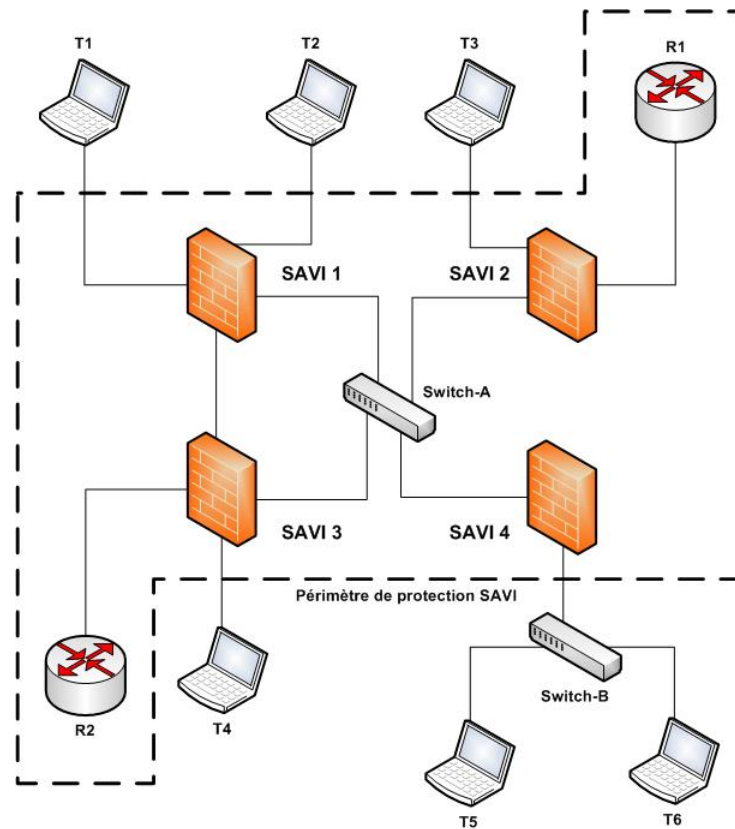 T1
T2
T3
R1
SAVI 1
SAVI 2
Switch-A
SAVI 3
SAVI 4
Périmètre de protection SAVI
R2
T4
Switch-B
T5
T6